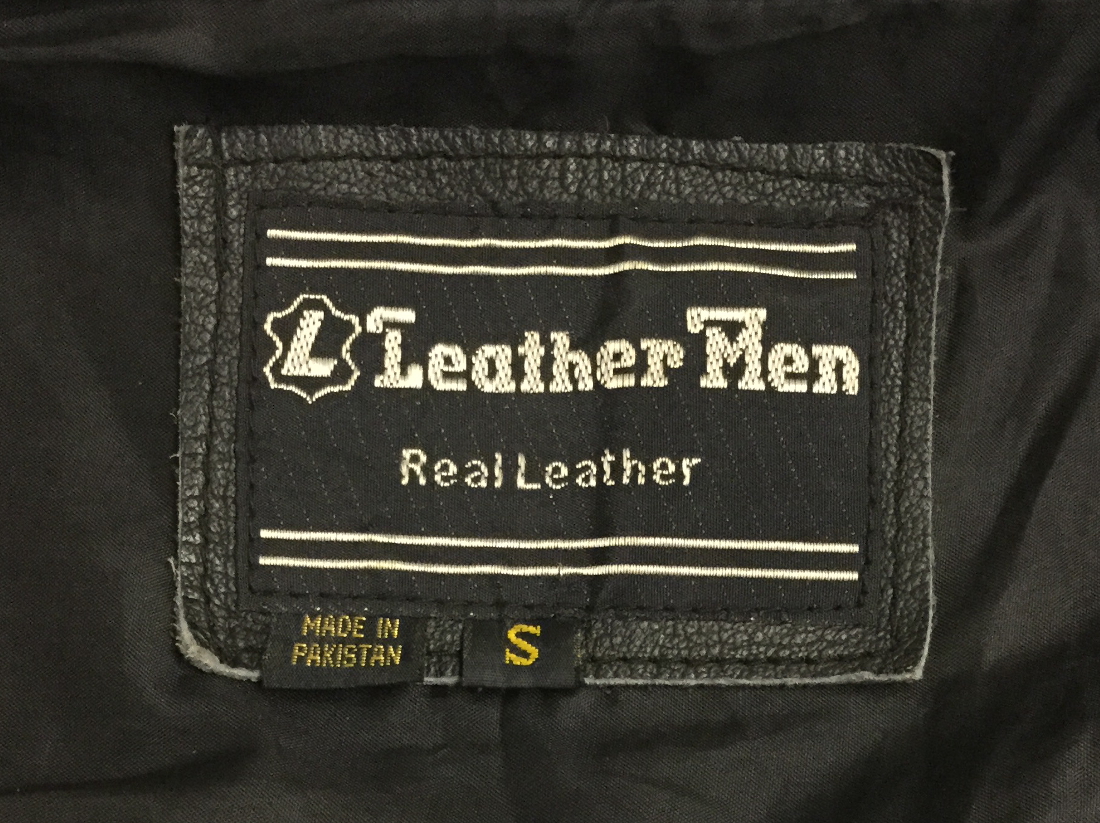 L Leather Men
Real Leather
MADE IN
PAKISTAN
S